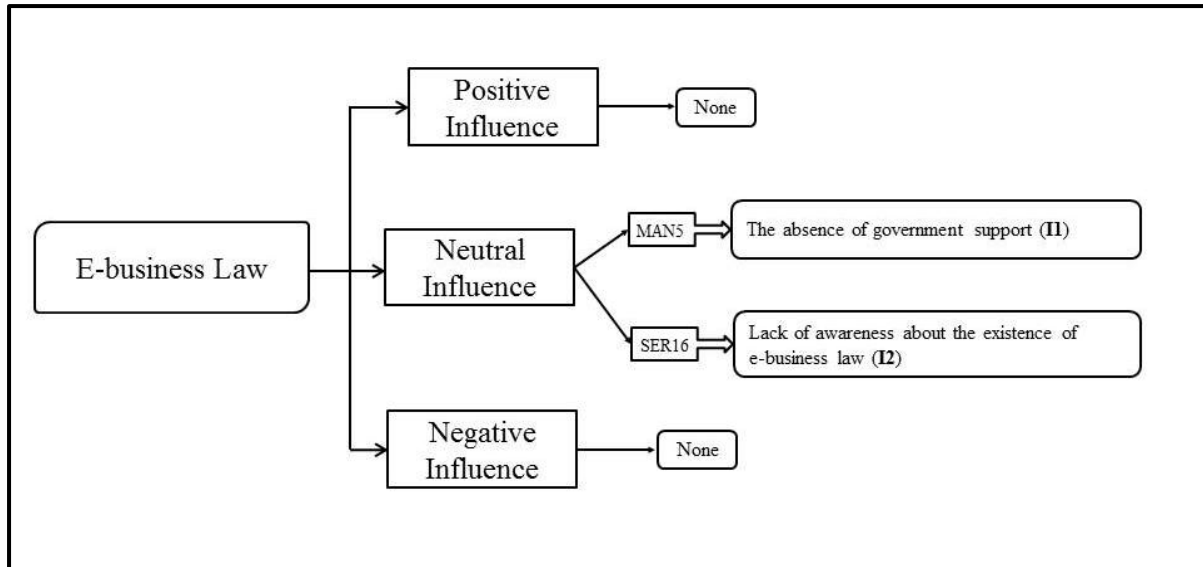 Positive
Influence
None
E-business Law
Neutral
Influence
MAN5
The absence of government support (I1)
SER16
Lack of awareness about the existence of
e-business law (I2)
Negative
Influence
None